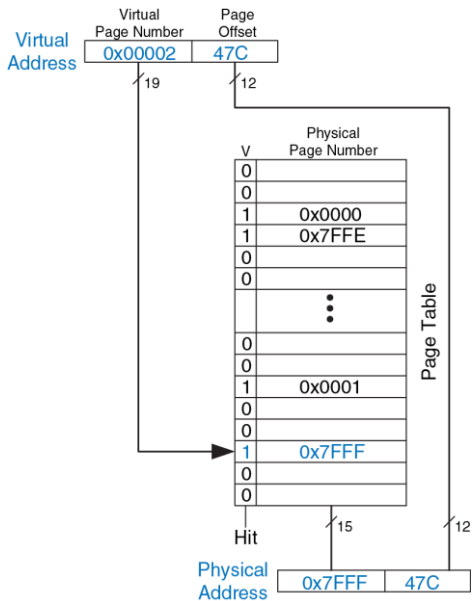 Virtual Page Number
Page Offset
Virtual Address
0x00002
47C
19
12
V
Physical Page Number
0
0
1 0x0000
1 0x7FFE
0
0
0
0
1 0x0001
0
0
1 0x7FFF
0
0
Page Table
Hit
15
12
Physical Address
0x7FFF
47C